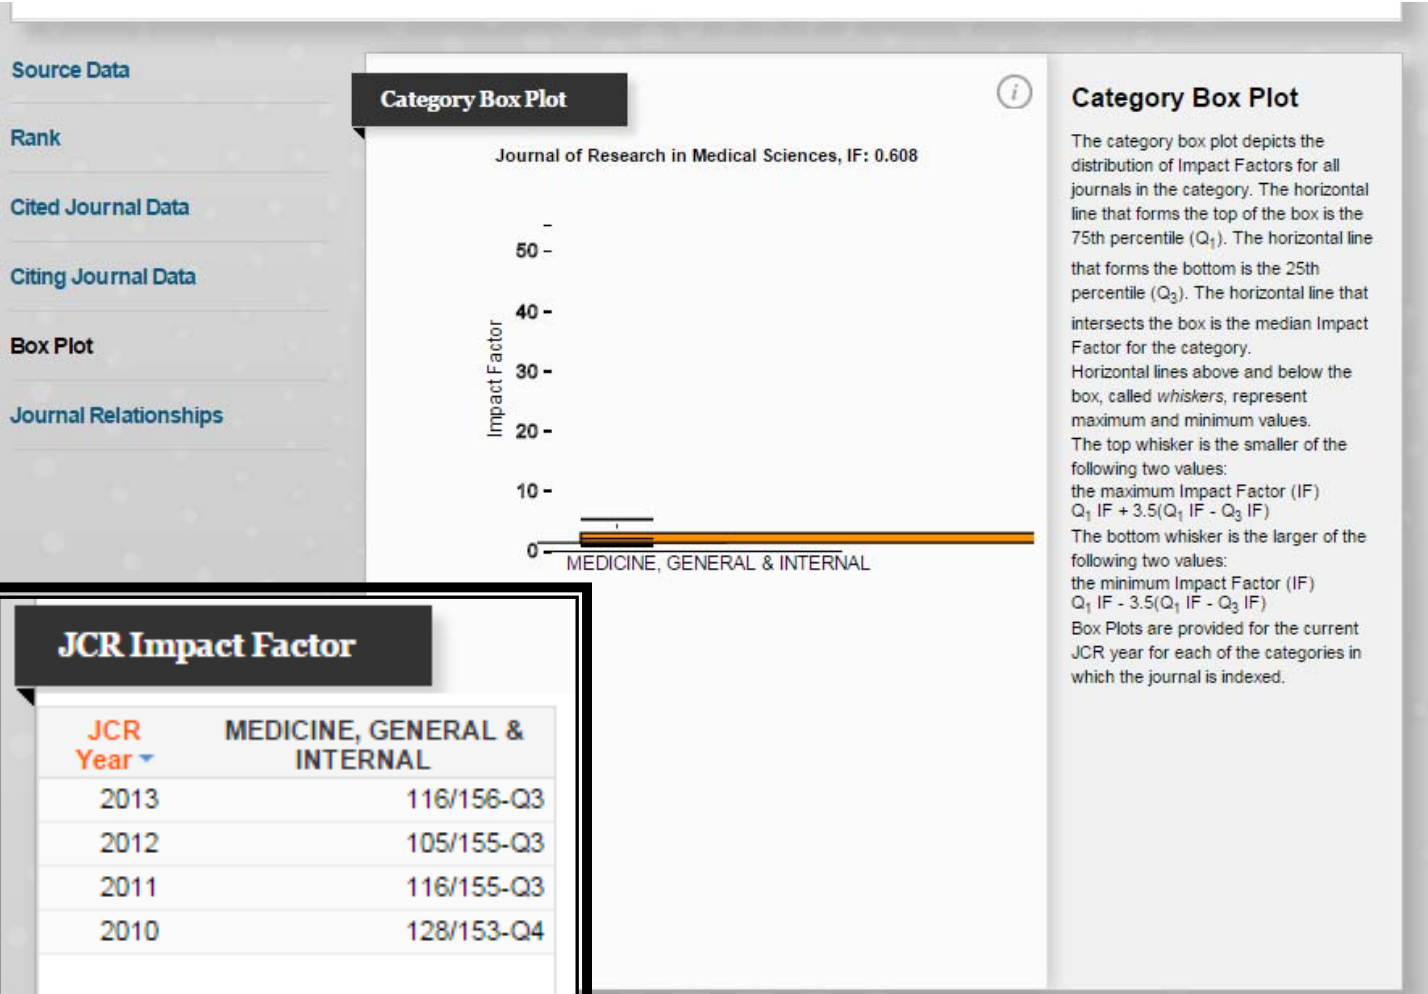 Source Data
Rank
Cited Journal Data
Citing Journal Data
Box Plot
Journal Relationships
Category Box Plot
i
Journal of Research in Medical Sciences, IF: 0.608
Impact Factor
50
40
30
20
10
0
MEDICINE, GENERAL & INTERNAL
Category Box Plot
The category box plot depicts the
distribution of Impact Factors for all
journals in the category. The horizontal
line that forms the top of the box is the
75th percentile (Q₁). The horizontal line
that forms the bottom is the 25th
percentile (Q₃). The horizontal line that
intersects the box is the median Impact
Factor for the category.
Horizontal lines above and below the
box, called whiskers, represent
maximum and minimum values.
The top whisker is the smaller of the
following two values:
the maximum Impact Factor (IF)
Q₁ IF + 3.5(Q₁ IF - Q₃ IF)
The bottom whisker is the larger of the
following two values:
the minimum Impact Factor (IF)
Q₁ IF - 3.5(Q₁ IF - Q₃ IF)
Box Plots are provided for the current
JCR year for each of the categories in
which the journal is indexed.
JCR Impact Factor
JCR Year MEDICINE, GENERAL & INTERNAL
2013 116/156-Q3
2012 105/155-Q3
2011 116/155-Q3
2010 128/153-Q4